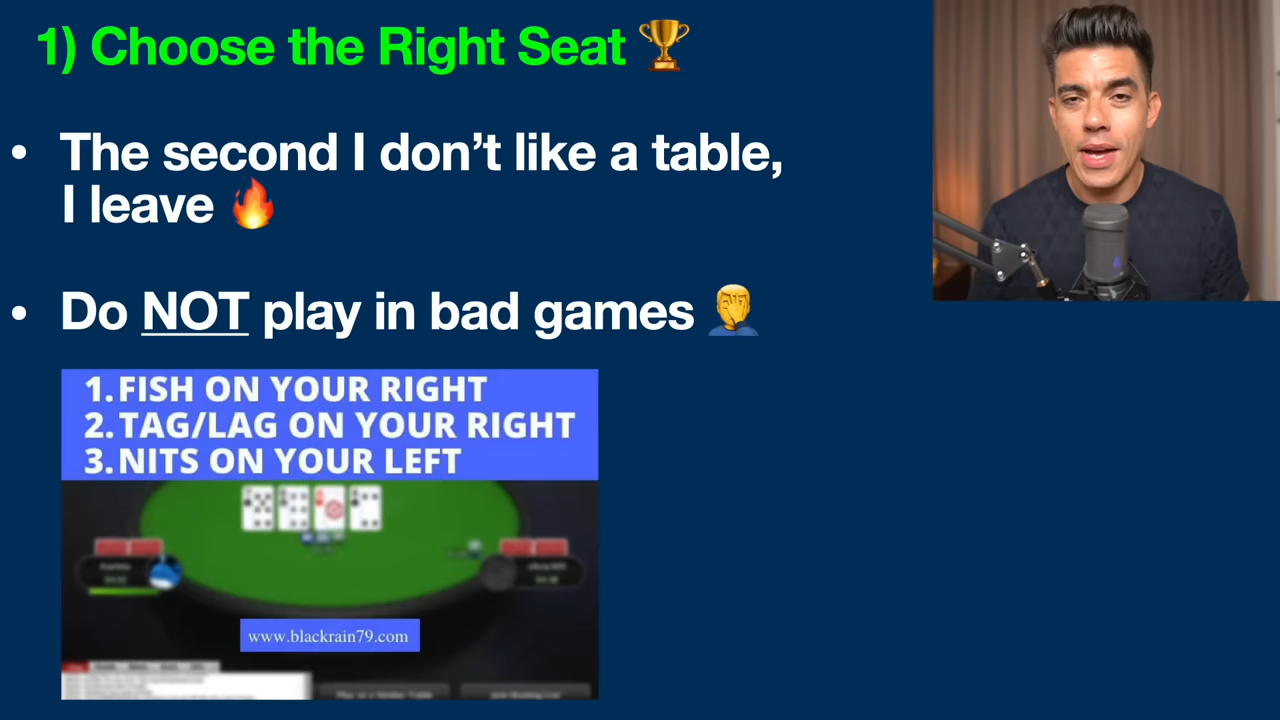 1) Choose the Right Seat 🏆
• The second I don’t like a table,
I leave 🔥
• Do NOT play in bad games 🤦
1. FISH ON YOUR RIGHT
2. TAG/LAG ON YOUR RIGHT
3. NITS ON YOUR LEFT
www.blackrain79.com